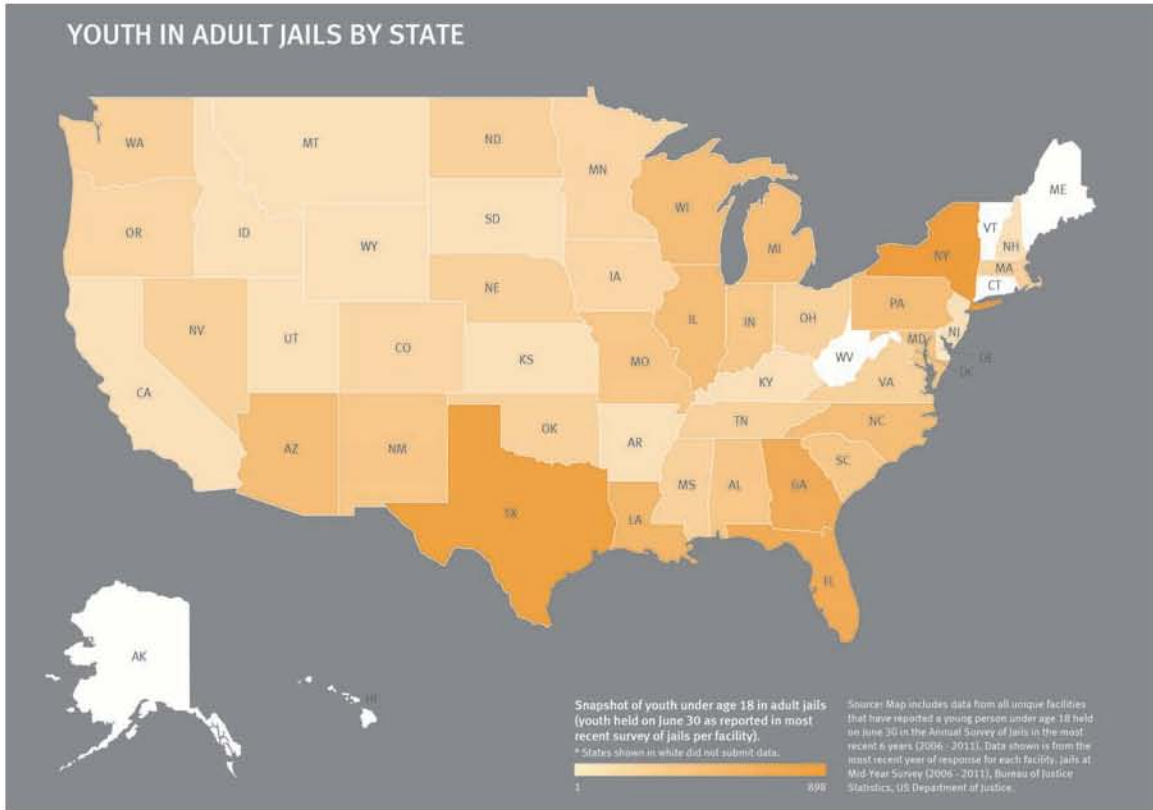 YOUTH IN ADULT JAILS BY STATE
WA
MT
ND
MN
ME
OR
ID
SD
WI
VT
NH
WY
MI
NY
MA
CT
IA
NE
PA
NV
UT
CO
IL
IN
OH
NJ
MD
DE
DC
WV
KS
MO
KY
VA
CA
AZ
NM
OK
AR
TN
NC
SC
MS
AL
GA
TX
LA
FL
AK
HI
Snapshot of youth under age 18 in adult jails
(youth held on June 30 as reported in most
recent survey of jails per facility).
* States shown in white did not submit data.
1
898
Source: Map includes data from all unique facilities
that have reported a young person under age 18 held
on June 30 in the Annual Survey of Jails in the most
recent 6 years (2006 - 2011). Data shown is from the
most recent year of response for each facility. Jails at
Mid-Year Survey (2006 - 2011), Bureau of Justice
Statistics, US Department of Justice.